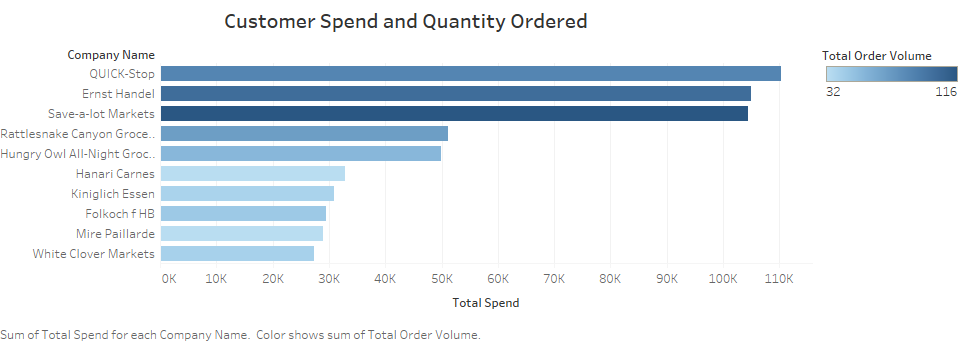 Customer Spend and Quantity Ordered
Company Name
QUICK-Stop
Ernst Handel
Save-a-lot Markets
Rattlesnake Canyon Groce..
Hungry Owl All-Night Groc..
Hanari Carnes
Kiniglich Essen
Folkoch f HB
Mire Paillarde
White Clover Markets
0K 10K 20K 30K 40K 50K 60K 70K 80K 90K 100K 110K
Total Spend
Total Order Volume
32 116
Sum of Total Spend for each Company Name. Color shows sum of Total Order Volume.